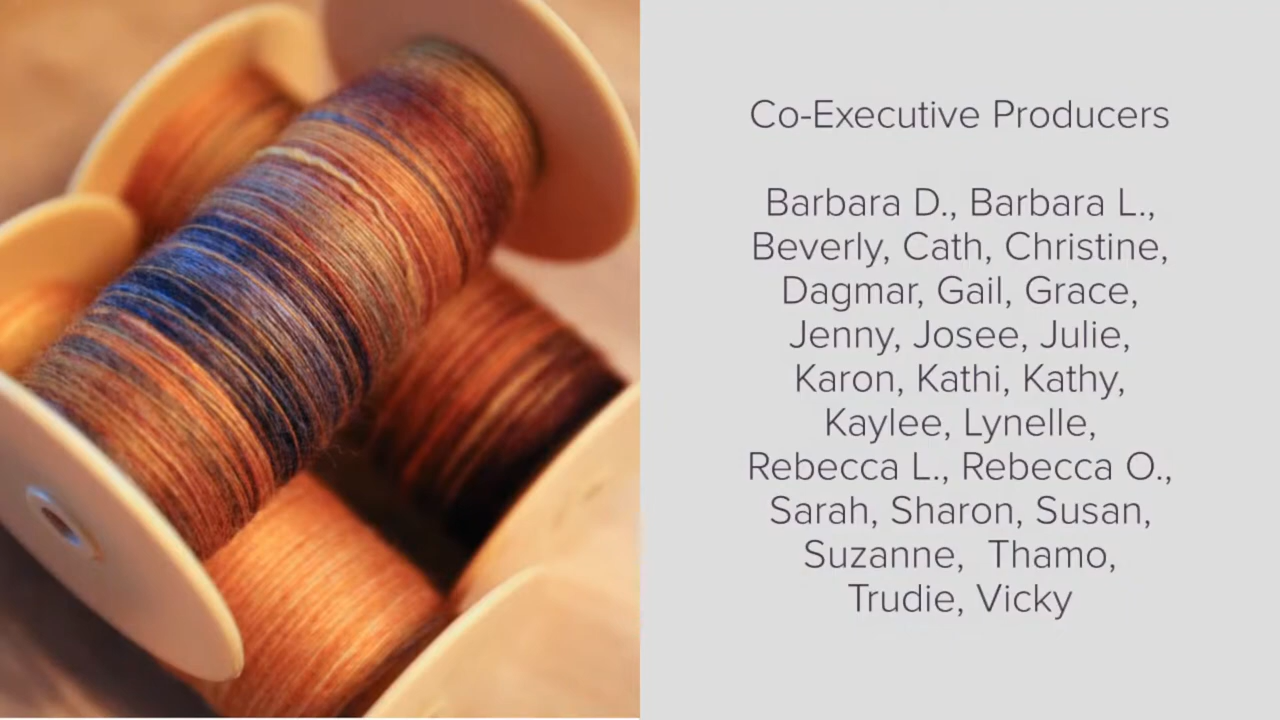 Co-Executive Producers
Barbara D., Barbara L.,
Beverly, Cath, Christine,
Dagmar, Gail, Grace,
Jenny, Josee, Julie,
Karon, Kathi, Kathy,
Kaylee, Lynelle,
Rebecca L., Rebecca O.,
Sarah, Sharon, Susan,
Suzanne,  Thamo,
Trudie, Vicky